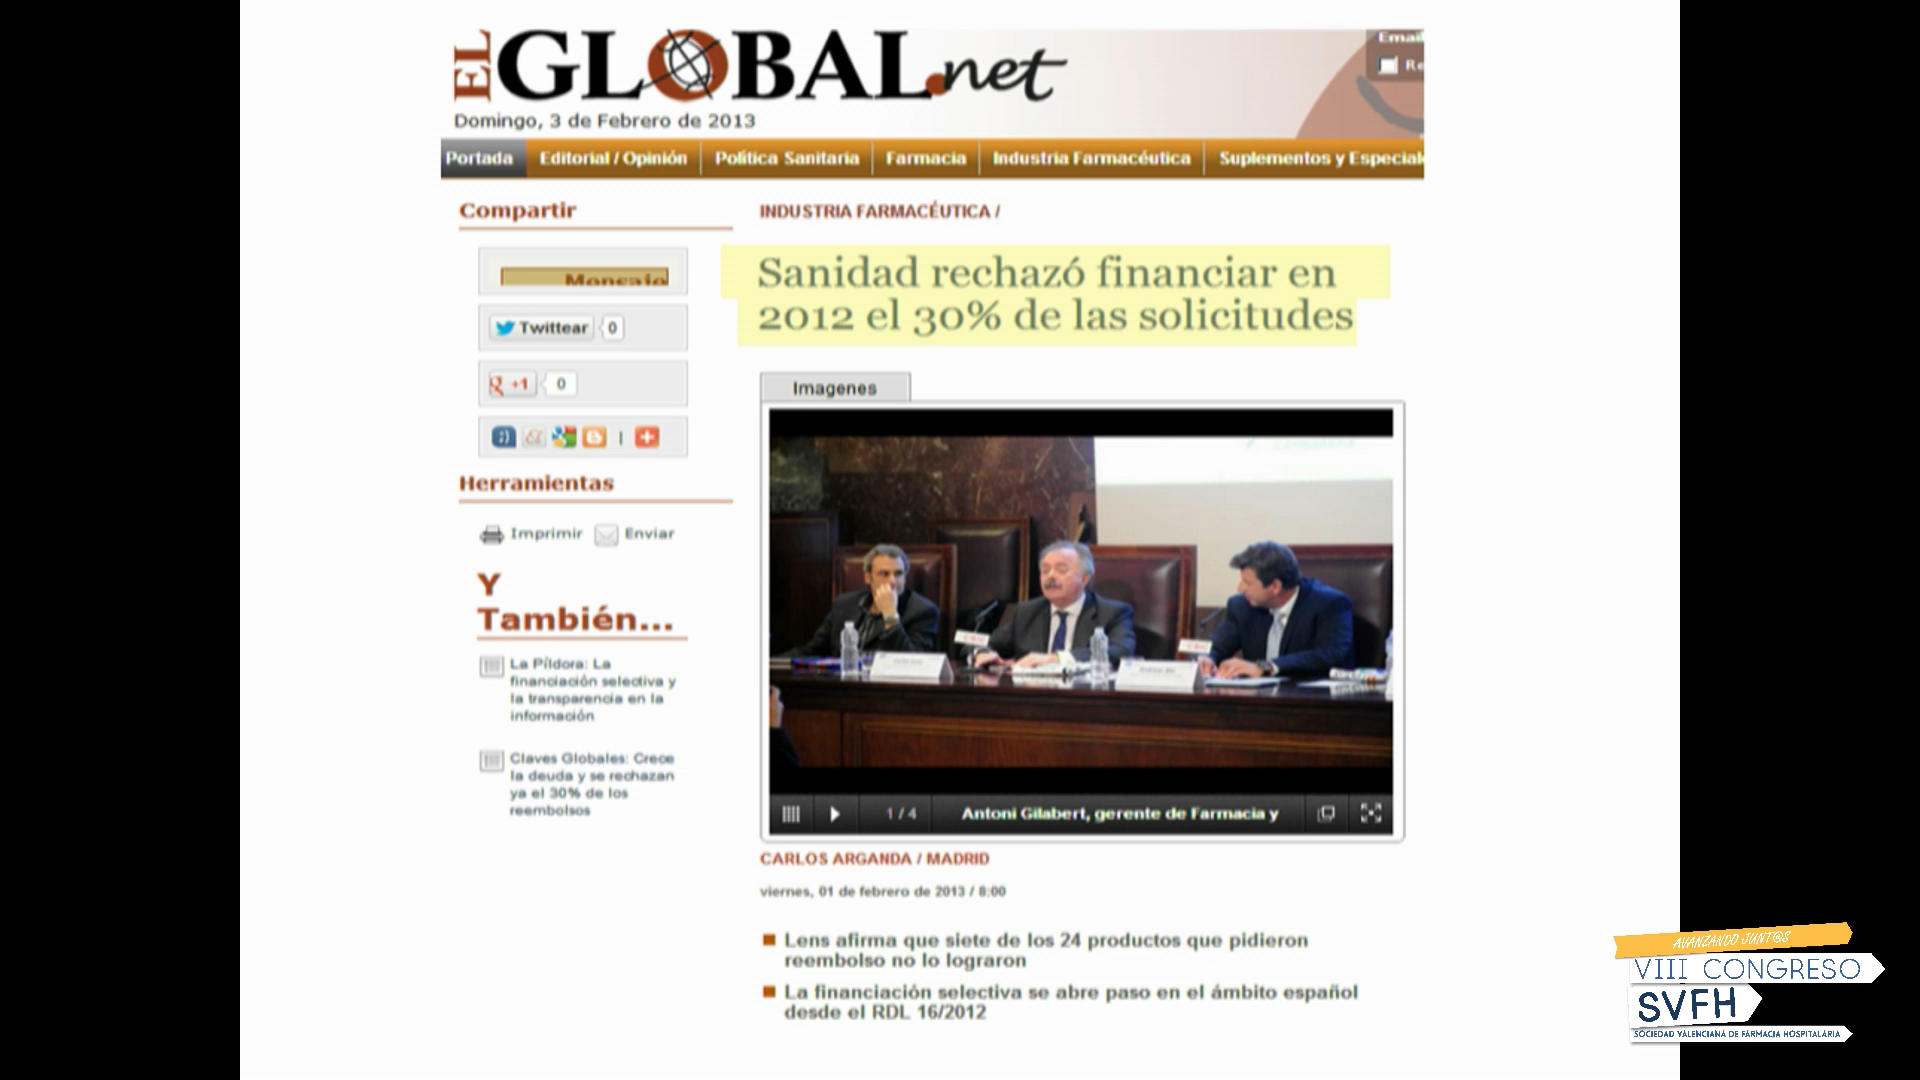 EL GLOBAL.net
Email
Re
Domingo, 3 de Febrero de 2013
Portada
Editorial / Opinión
Política Sanitaria
Farmacia
Industria Farmacéutica
Suplementos y Especial
Compartir
INDUSTRIA FARMACÉUTICA /
Sanidad rechazó financiar en
2012 el 30% de las solicitudes
Twittear 0
g +1 0
Imagenes
Herramientas
Imprimir
Enviar
Y
También...
La Píldora: La
financiación selectiva y
la transparencia en la
información
Claves Globales: Crece
la deuda y se rechazan
ya el 30% de los
reembolsos
1 / 4
Antoni Gilabert, gerente de Farmacia y
CARLOS ARGANDA / MADRID
viernes, 01 de febrero de 2013 / 8:00
Lens afirma que siete de los 24 productos que pidieron
reembolso no lo lograron
La financiación selectiva se abre paso en el ámbito español
desde el RDL 16/2012
AVANZANDO JUNT@S
VIII CONGRESO
SVFH
SOCIEDAD VALENCIANA DE FARMACIA HOSPITALARIA